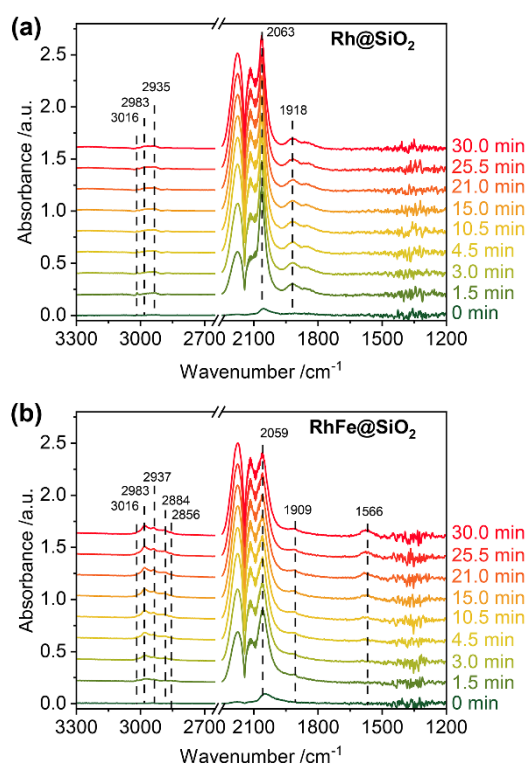 (a)
Rh@SiO₂
2983
2935
3016
2063
1918
Absorbance /a.u.
2.5
2.0
1.5
1.0
0.5
0.0
30.0 min
25.5 min
21.0 min
15.0 min
10.5 min
4.5 min
3.0 min
1.5 min
0 min
3300 3000 2700 2100 1800 1500 1200
Wavenumber /cm⁻¹
(b)
RhFe@SiO₂
2937
2983
2884
3016
2856
2059
1909
1566
Absorbance /a.u.
2.5
2.0
1.5
1.0
0.5
0.0
30.0 min
25.5 min
21.0 min
15.0 min
10.5 min
4.5 min
3.0 min
1.5 min
0 min
3300 3000 2700 2100 1800 1500 1200
Wavenumber /cm⁻¹